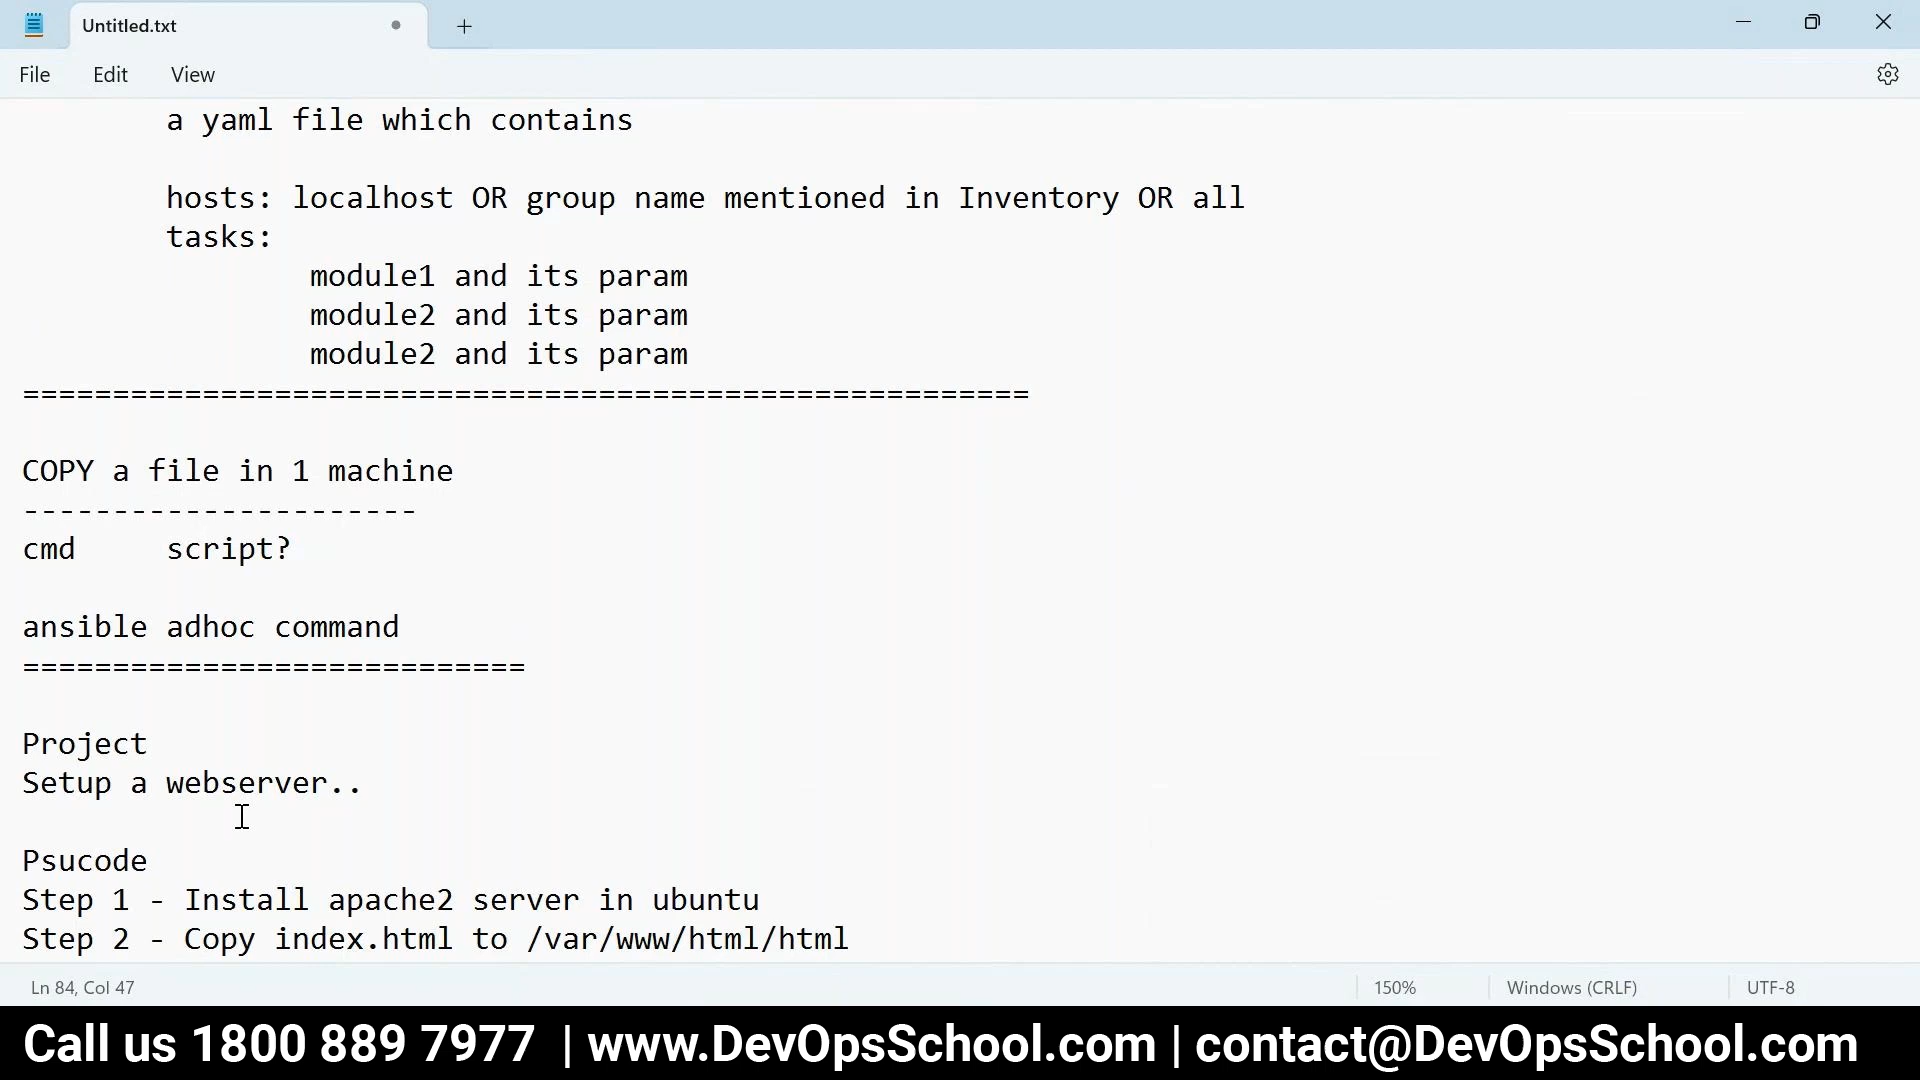 Untitled.txt
File Edit View
a yaml file which contains
hosts: localhost OR group name mentioned in Inventory OR all
tasks:
module1 and its param
module2 and its param
module2 and its param
========================================================
COPY a file in 1 machine
----------------------
cmd script?
ansible adhoc command
============================
Project
Setup a webserver..
Psucode
Step 1 - Install apache2 server in ubuntu
Step 2 - Copy index.html to /var/www/html/html
Ln 84, Col 47 150% Windows (CRLF) UTF-8
Call us 1800 889 7977 | www.DevOpsSchool.com | contact@DevOpsSchool.com